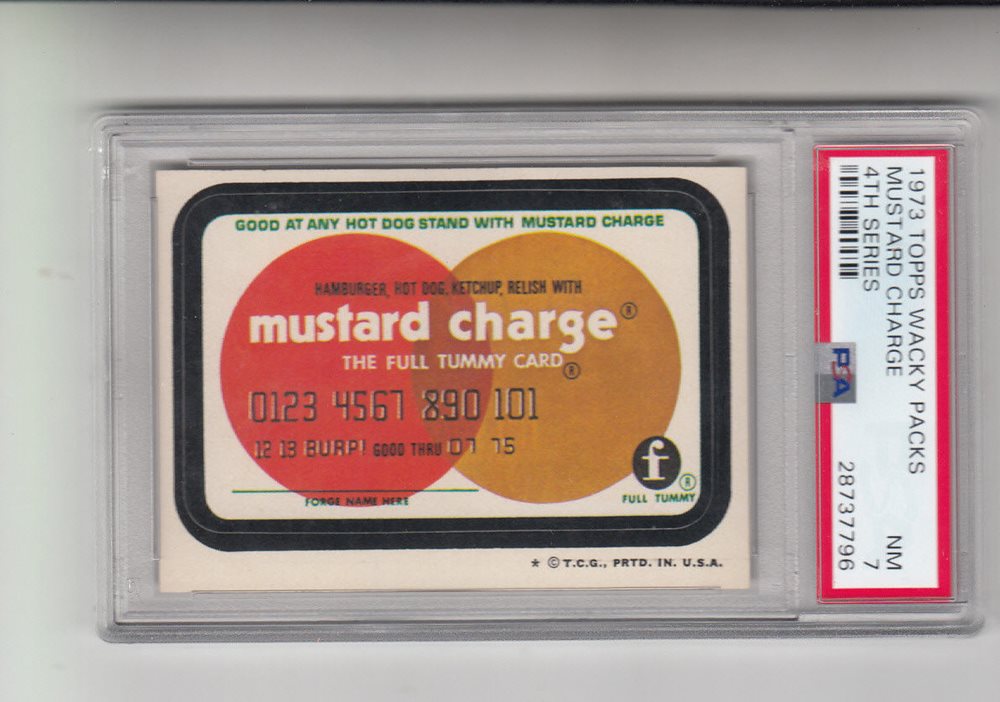 GOOD AT ANY HOT DOG STAND WITH MUSTARD CHARGE
HAMBURGER, HOT DOG, KETCHUP, RELISH WITH
mustard charge®
THE FULL TUMMY CARD®
0123 4567 890 101
12 13 BURP! GOOD THRU 07 75
FORGE NAME HERE
f®
FULL TUMMY
* © T.C.G., PRTD. IN. U.S.A.
1973 TOPPS WACKY PACKS
MUSTARD CHARGE
4TH SERIES
PSA
NM
7
28737796